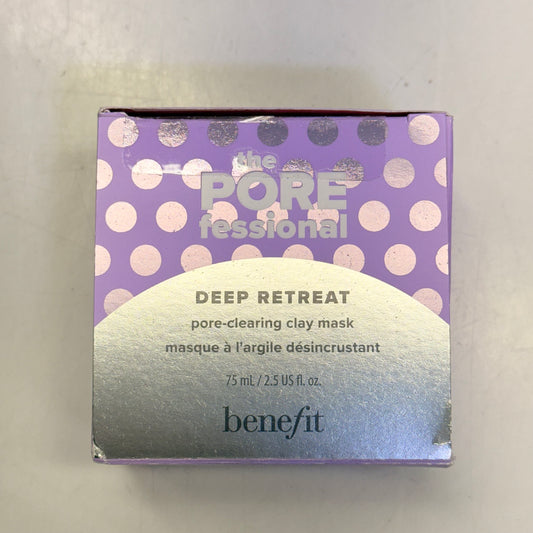 the
PORE
fessional
DEEP RETREAT
pore-clearing clay mask
masque à l'argile désincrustant
75 mL / 2.5 US fl. oz.
benefit